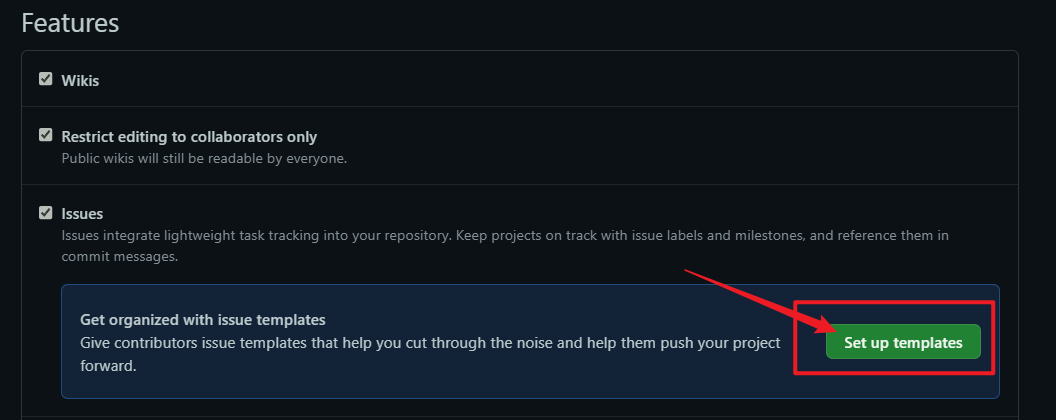 Features
Wikis
Restrict editing to collaborators only
Public wikis will still be readable by everyone.
Issues
Issues integrate lightweight task tracking into your repository. Keep projects on track with issue labels and milestones, and reference them in
commit messages.
Get organized with issue templates
Give contributors issue templates that help you cut through the noise and help them push your project
forward.
Set up templates